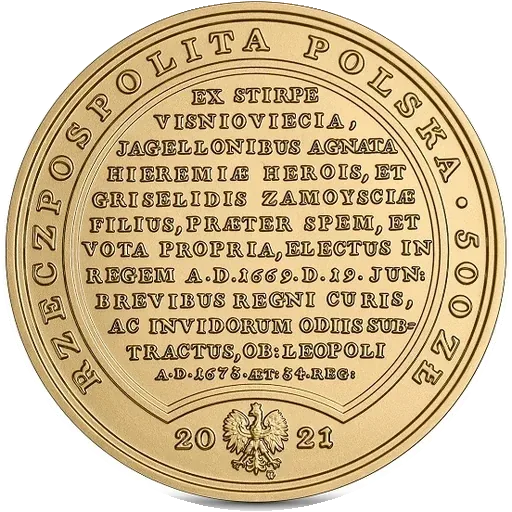 RZECZPOSPOLITA POLSKA · 500 ZŁ
EX STIRPE
VISNIOVIECIA,
JAGELLONIBUS AGNATA
HIEREMIÆ HEROIS, ET
GRISELIDIS ZAMOYSCIÆ
FILIUS, PRÆTER SPEM, ET
VOTA PROPRIA, ELECTUS IN
REGEM A.D.1669.D.19.JUN:
BREVIBUS REGNI CURIS,
AC INVIDORUM ODIIS SUB-
TRACTUS, OB: LEOPOLI
A.D.1673.ÆT:34.REG:
20 21